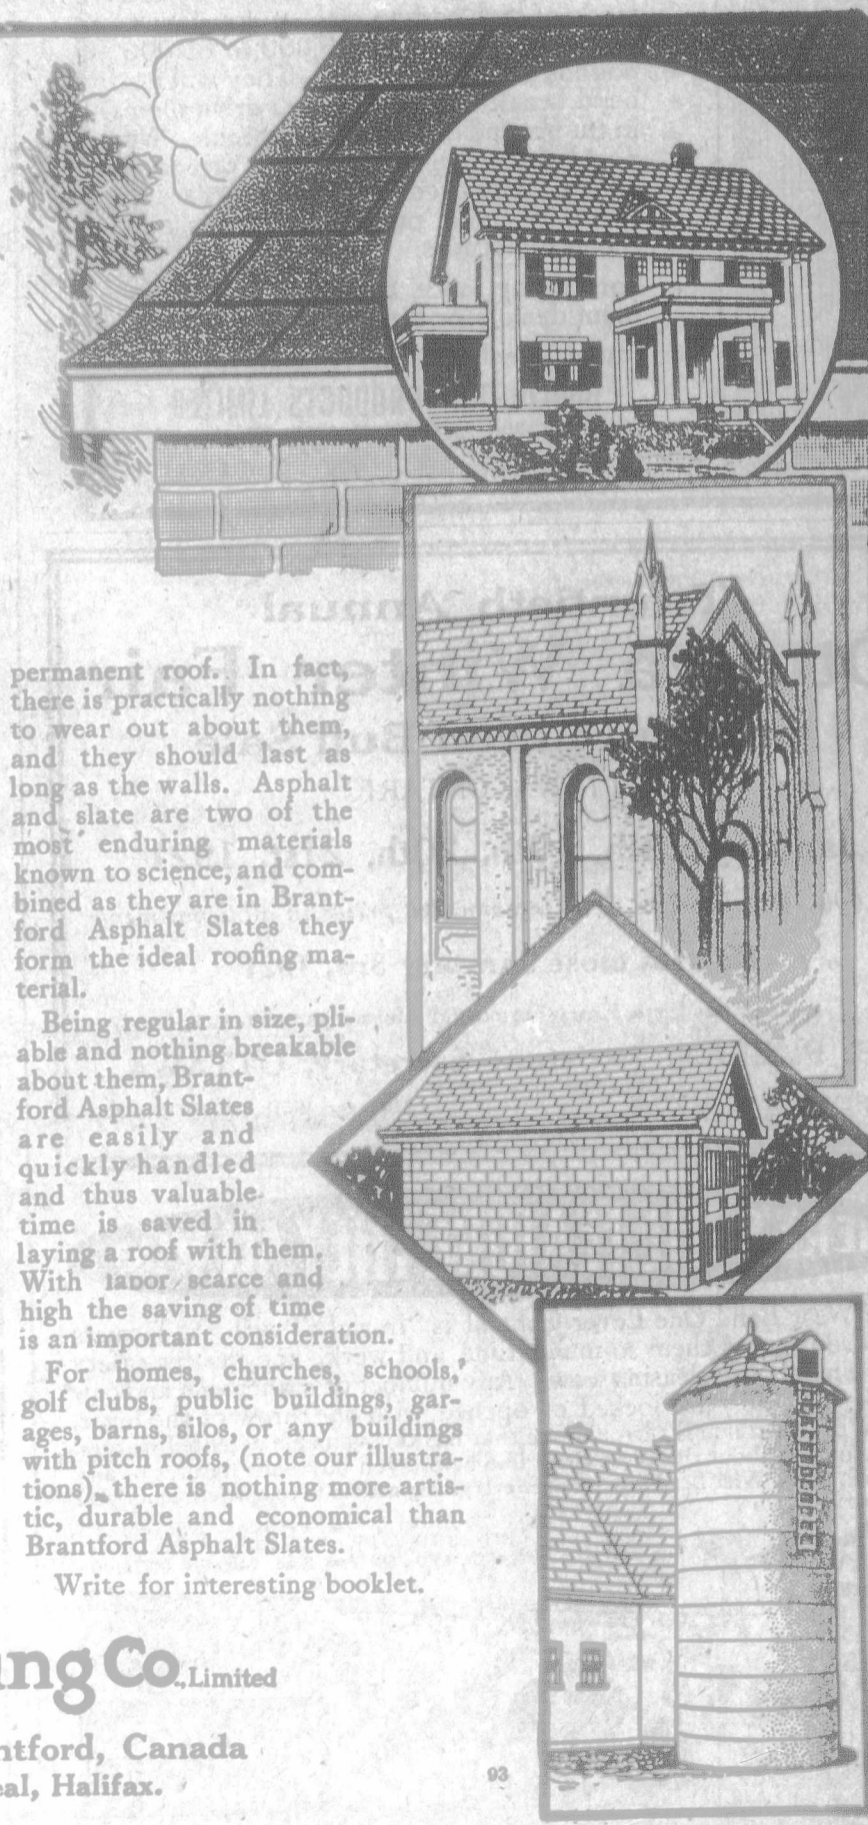 permanent roof. In fact,
there is practically nothing
to wear out about them,
and they should last as
long as the walls. Asphalt
and slate are two of the
most enduring materials
known to science, and com-
bined as they are in Brant-
ford Asphalt Slates they
form the ideal roofing ma-
terial.
Being regular in size, pli-
able and nothing breakable
about them, Brant-
ford Asphalt Slates
are easily and
quickly handled
and thus valuable
time is saved in
laying a roof with them.
With labor scarce and
high the saving of time
is an important consideration.
For homes, churches, schools,
golf clubs, public buildings, gar-
ages, barns, silos, or any buildings
with pitch roofs, (note our illustra-
tions), there is nothing more artis-
tic, durable and economical than
Brantford Asphalt Slates.
Write for interesting booklet.
ing Co., Limited
ntford, Canada
eal, Halifax.
93